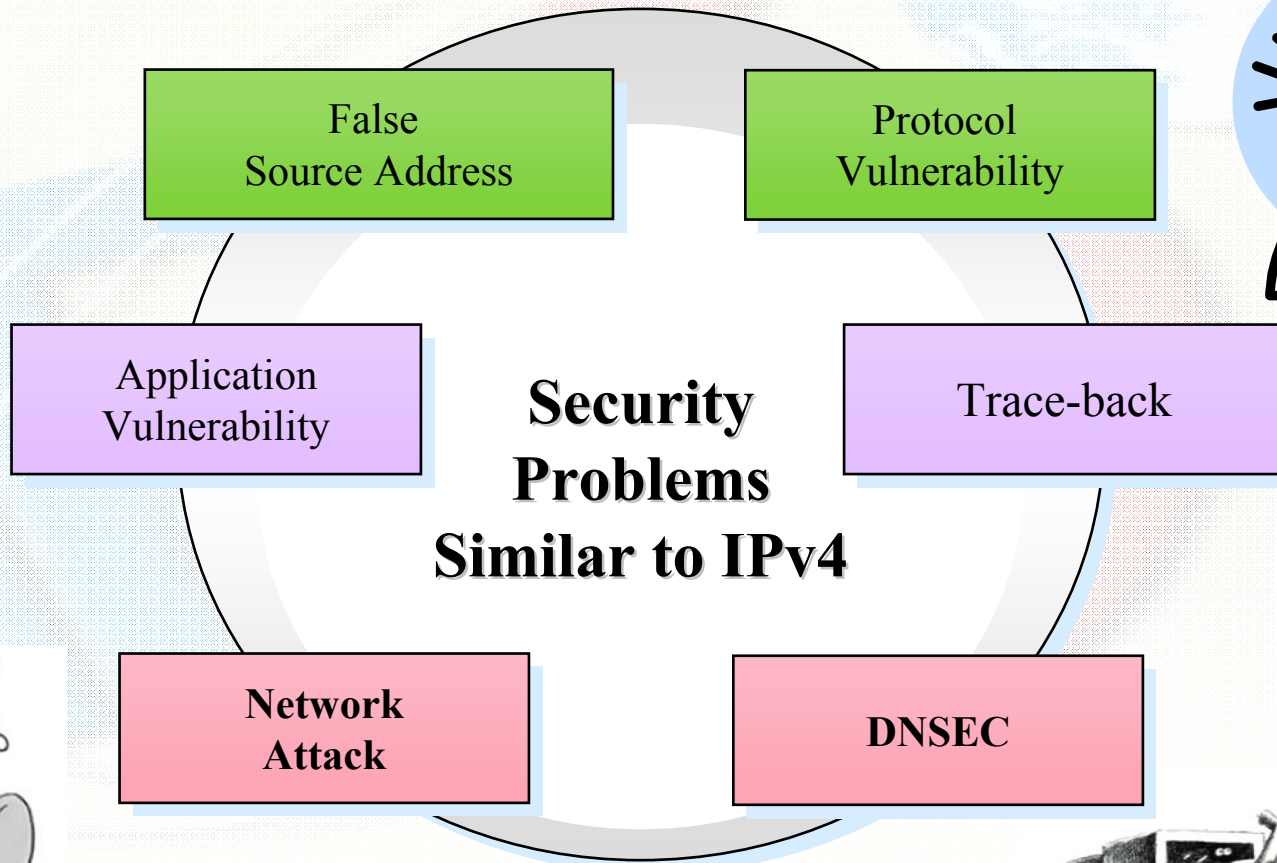 False
Source Address
Protocol
Vulnerability
Application
Vulnerability
Security
Problems
Similar to IPv4
Trace-back
Network
Attack
DNSEC